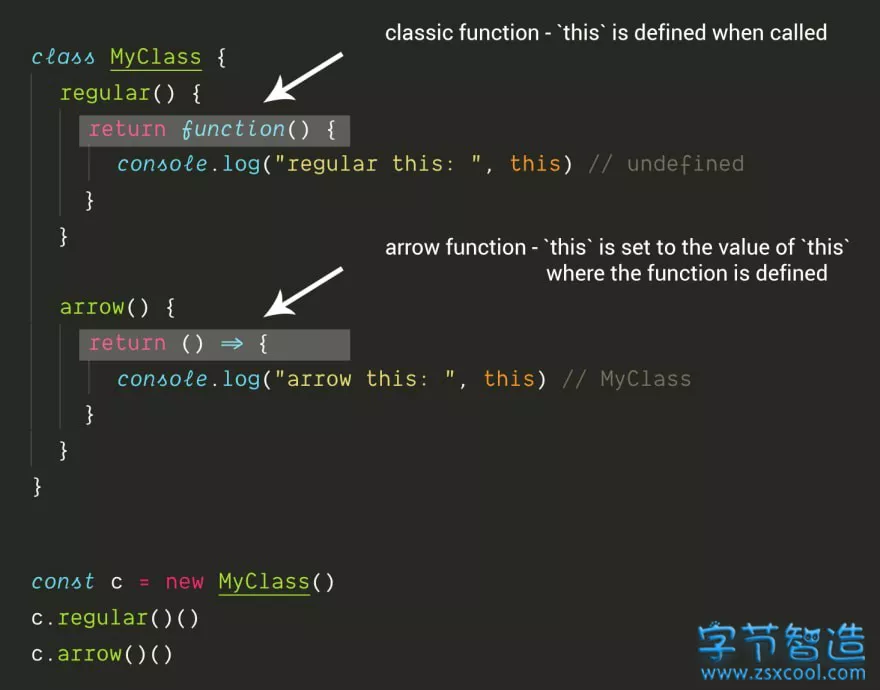 classic function - `this` is defined when called
class MyClass {
regular() {
return function() {
console.log("regular this: ", this) // undefined
}
}
arrow function - `this` is set to the value of `this`
where the function is defined
arrow() {
return () => {
console.log("arrow this: ", this) // MyClass
}
}
}
const c = new MyClass()
c.regular()()
c.arrow()()
字节智造
www.zsxcool.com